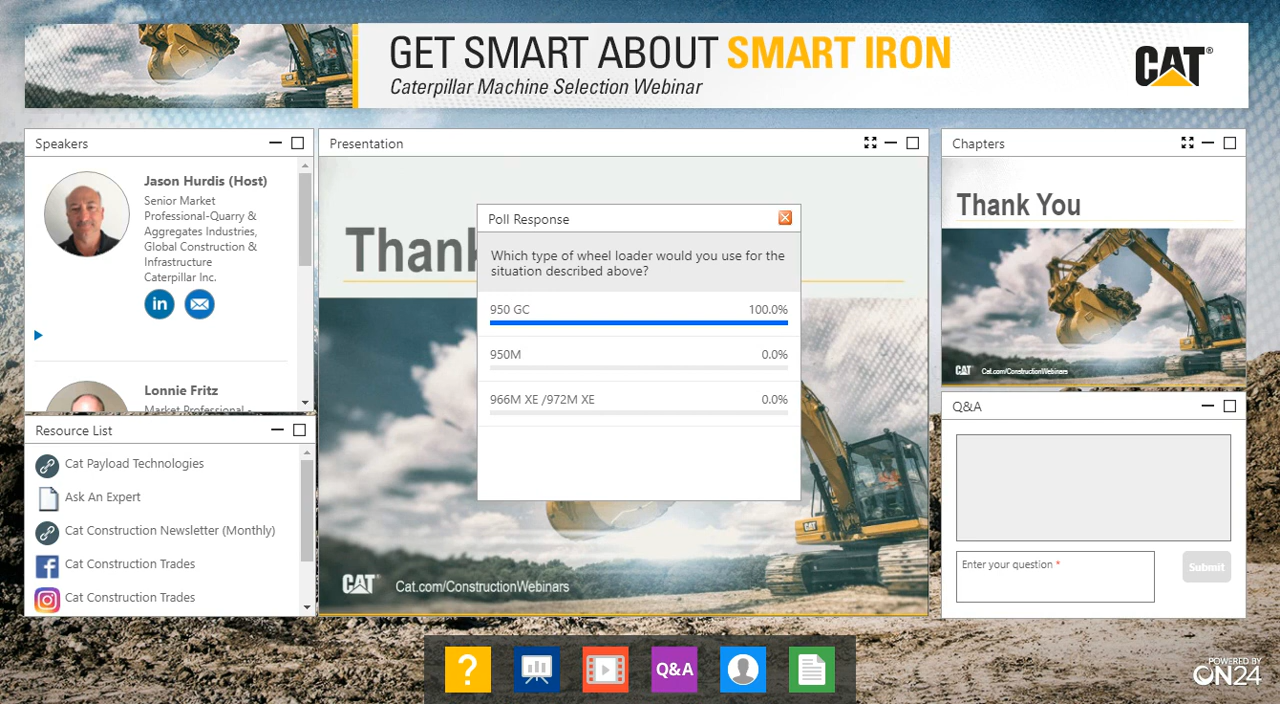 GET SMART ABOUT SMART IRON
Caterpillar Machine Selection Webinar
CAT®
Speakers
Jason Hurdis (Host)
Senior Market
Professional-Quarry &
Aggregates Industries,
Global Construction &
Infrastructure
Caterpillar Inc.
in
Lonnie Fritz
Market Professional -
Resource List
Cat Payload Technologies
Ask An Expert
Cat Construction Newsletter (Monthly)
Cat Construction Trades
Cat Construction Trades
Presentation
Thank
Poll Response
Which type of wheel loader would you use for the
situation described above?
950 GC 100.0%
950M 0.0%
966M XE /972M XE 0.0%
CAT
CAT Cat.com/ConstructionWebinars
Chapters
Thank You
CAT Cat.com/ConstructionWebinars
Q&A
Enter your question *
Submit
? Q&A
POWERED BY
ON24